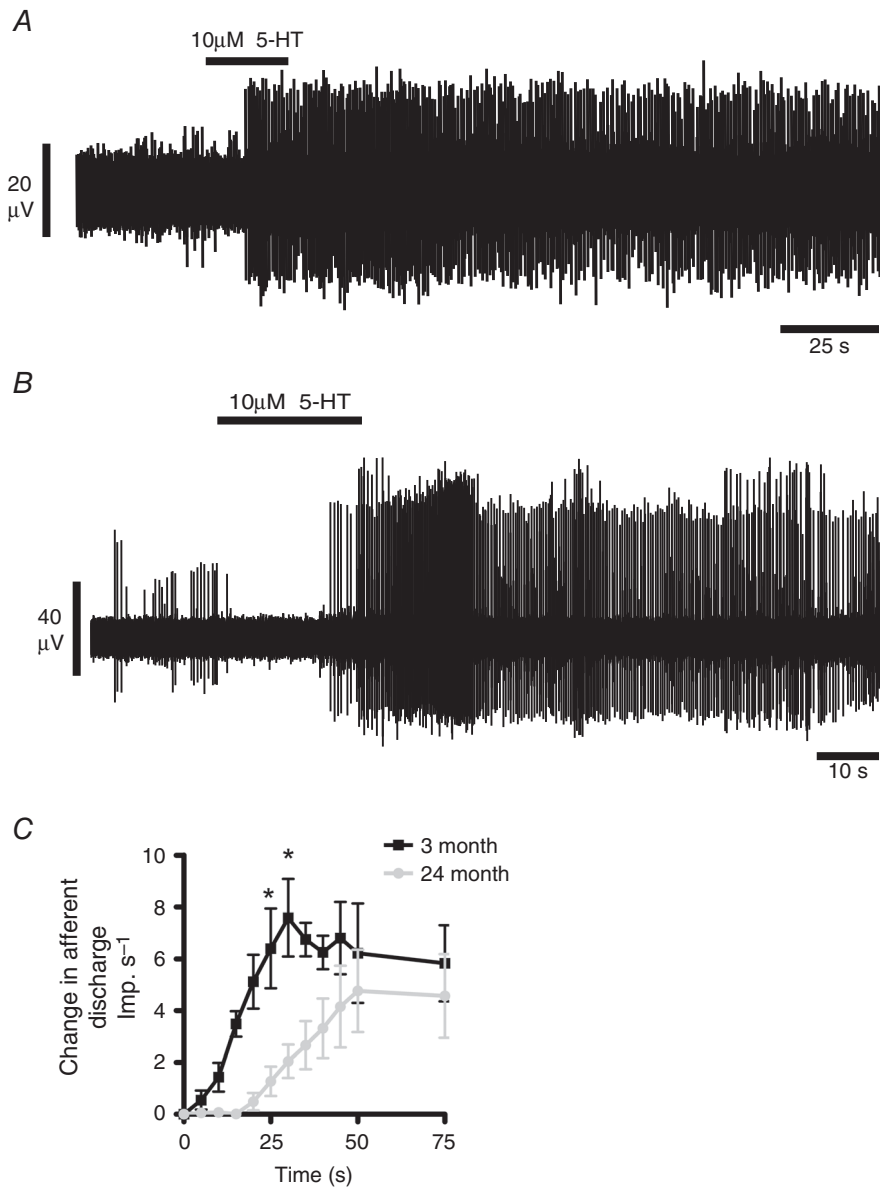 A
10µM 5-HT
20
µV
25 s
B
10µM 5-HT
40
µV
10 s
C
3 month
24 month
Change in afferent
discharge
Imp. s⁻¹
10
8
6
4
2
0
*
*
0
25
50
75
Time (s)